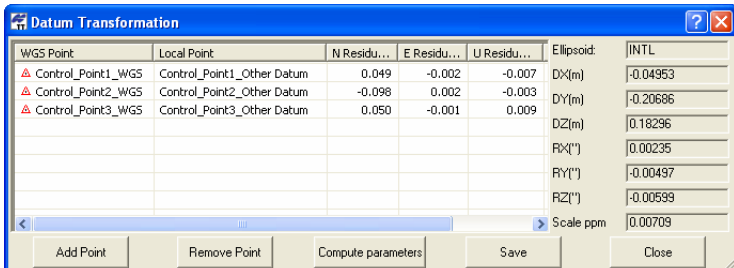 Datum Transformation
WGS Point Local Point N Residu... E Residu... U Residu...
Control_Point1_WGS Control_Point1_Other Datum 0.049 -0.002 -0.007
Control_Point2_WGS Control_Point2_Other Datum -0.098 0.002 -0.003
Control_Point3_WGS Control_Point3_Other Datum 0.050 -0.001 0.009
Ellipsoid: INTL
DX(m) -0.04953
DY(m) -0.20686
DZ(m) 0.18296
RX(") 0.00235
RY(") -0.00497
RZ(") -0.00599
Scale ppm 0.00709
Add Point Remove Point Compute parameters Save Close